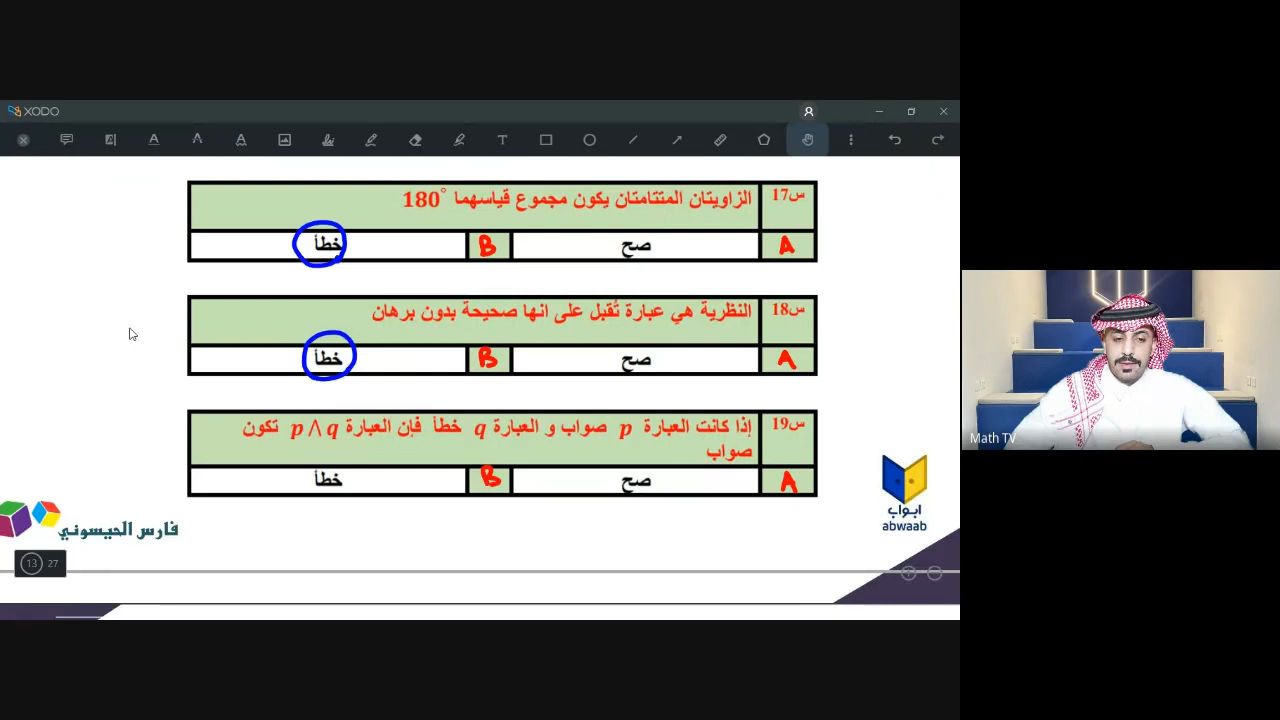 XODO
س17 الزاويتان المتتامتان يكون مجموع قياسهما 180°
A صح B خطأ
س18 النظرية هي عبارة تُقبل على انها صحيحة بدون برهان
A صح B خطأ
س19 إذا كانت العبارة p صواب و العبارة q خطأ فإن العبارة p ∧ q تكون
صواب
A صح B خطأ
ابواب
abwaab
فارس الحيسوني
13 27
Math TV